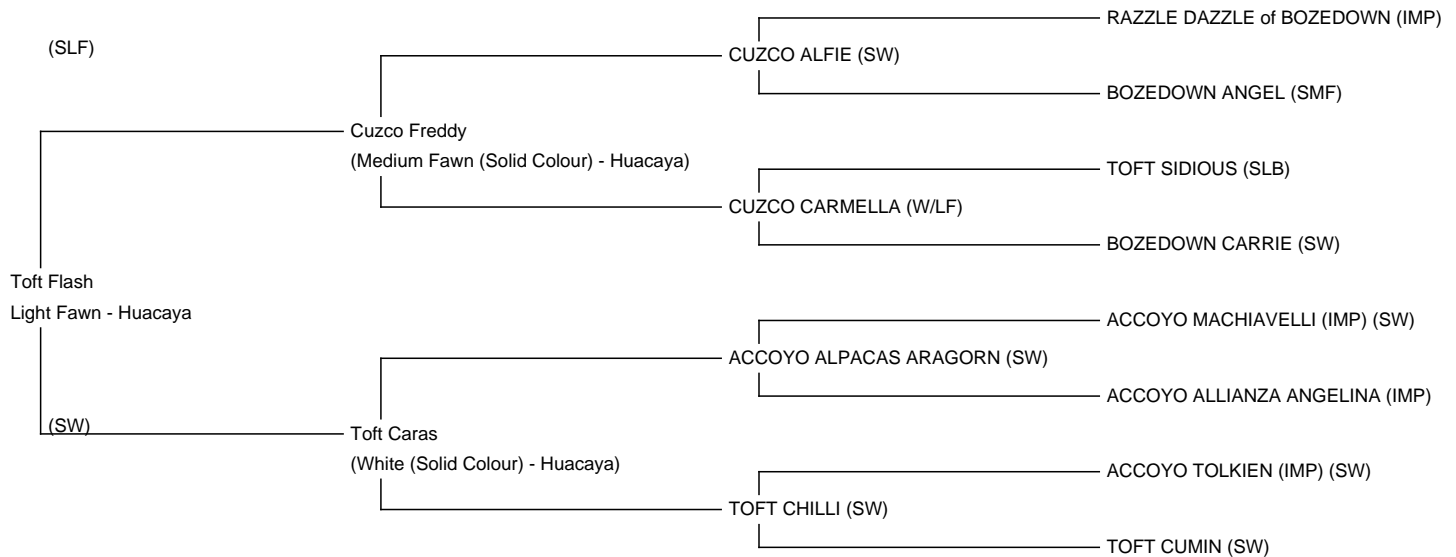 RAZZLE DAZZLE of BOZEDOWN (IMP)
(SLF)
CUZCO ALFIE (SW)
BOZEDOWN ANGEL (SMF)
Cuzco Freddy
(Medium Fawn (Solid Colour) - Huacaya)
TOFT SIDIOUS (SLB)
CUZCO CARMELLA (W/LF)
BOZEDOWN CARRIE (SW)
Toft Flash
Light Fawn - Huacaya
ACCOYO MACHIAVELLI (IMP) (SW)
ACCOYO ALPACAS ARAGORN (SW)
ACCOYO ALLIANZA ANGELINA (IMP)
(SW)
Toft Caras
(White (Solid Colour) - Huacaya)
ACCOYO TOLKIEN (IMP) (SW)
TOFT CHILLI (SW)
TOFT CUMIN (SW)